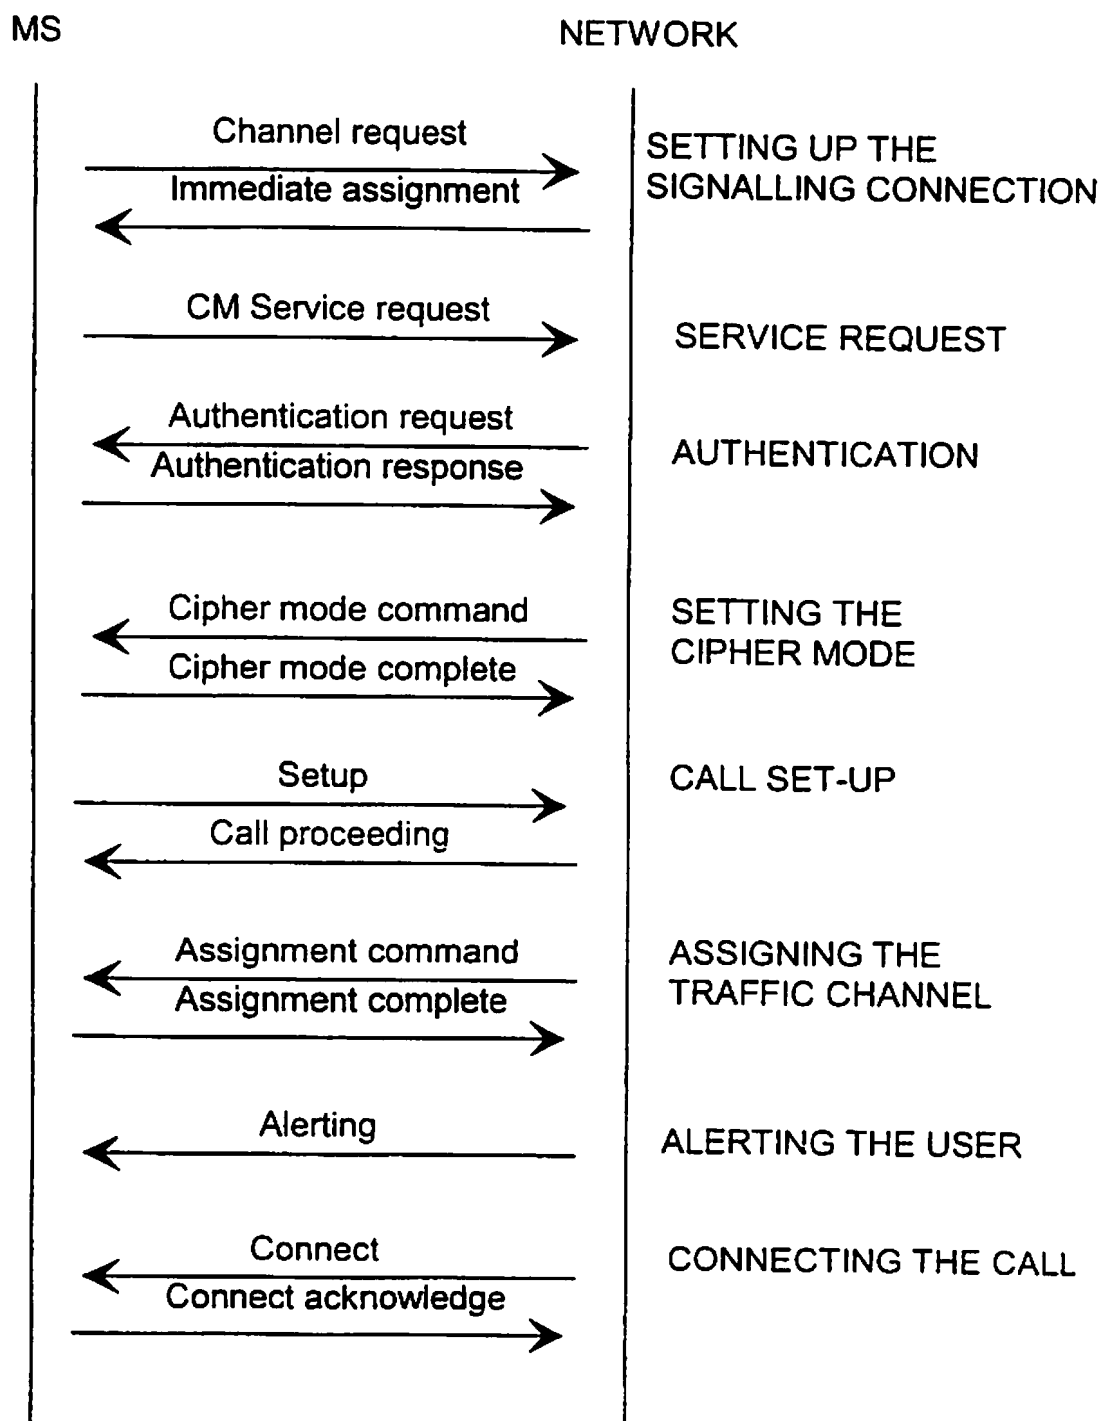 MS
NETWORK
Channel request
SETTING UP THE
SIGNALLING CONNECTION
Immediate assignment
CM Service request
SERVICE REQUEST
Authentication request
AUTHENTICATION
Authentication response
Cipher mode command
SETTING THE
CIPHER MODE
Cipher mode complete
Setup
CALL SET-UP
Call proceeding
Assignment command
ASSIGNING THE
TRAFFIC CHANNEL
Assignment complete
Alerting
ALERTING THE USER
Connect
CONNECTING THE CALL
Connect acknowledge